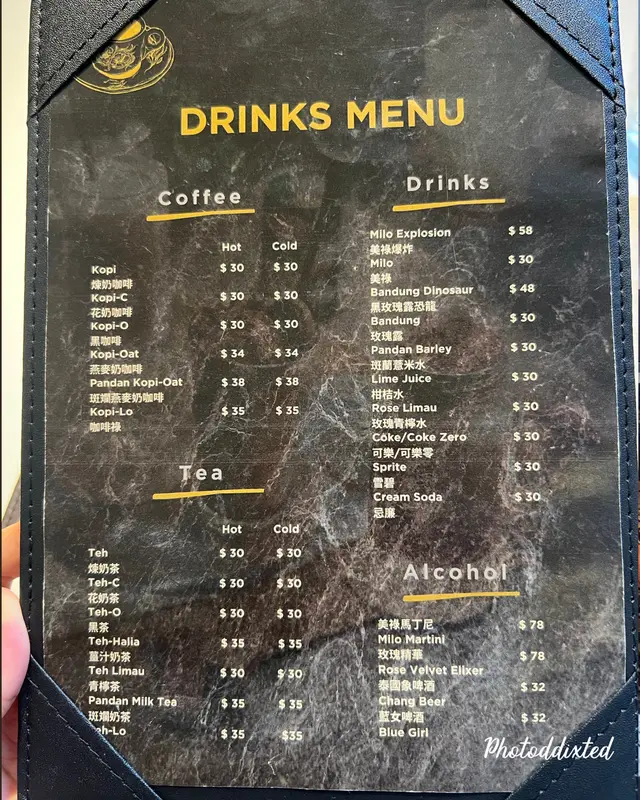 DRINKS MENU
Coffee
Hot Cold
Kopi $ 30 $ 30
煉奶咖啡
Kopi-C $ 30 $ 30
花奶咖啡
Kopi-O $ 30 $ 30
黑咖啡
Kopi-Oat $ 34 $ 34
燕麥奶咖啡
Pandan Kopi-Oat $ 38 $ 38
斑斕燕麥奶咖啡
Kopi-Lo $ 35 $ 35
咖啡祿
Tea
Hot Cold
Teh $ 30 $ 30
煉奶茶
Teh-C $ 30 $ 30
花奶茶
Teh-O $ 30 $ 30
黑茶
Teh-Halia $ 35 $ 35
薑汁奶茶
Teh Limau $ 30 $ 30
青檸茶
Pandan Milk Tea $ 35 $ 35
斑斕奶茶
eh-Lo $ 35 $35
Drinks
Milo Explosion $ 58
美祿爆炸
Milo $ 30
美祿
Bandung Dinosaur $ 48
黑玫瑰露恐龍
Bandung $ 30
玫瑰露
Pandan Barley $ 30
斑蘭薏米水
Lime Juice $ 30
柑桔水
Rose Limau $ 30
玫瑰青檸水
Coke/Coke Zero $ 30
可樂/可樂零
Sprite $ 30
雪碧
Cream Soda $ 30
忌廉
Alcohol
美祿馬丁尼 $ 78
Milo Martini
玫瑰精華 $ 78
Rose Velvet Elixer
泰國象啤酒 $ 32
Chang Beer
藍女啤酒 $ 32
Blue Girl
Photoddixted